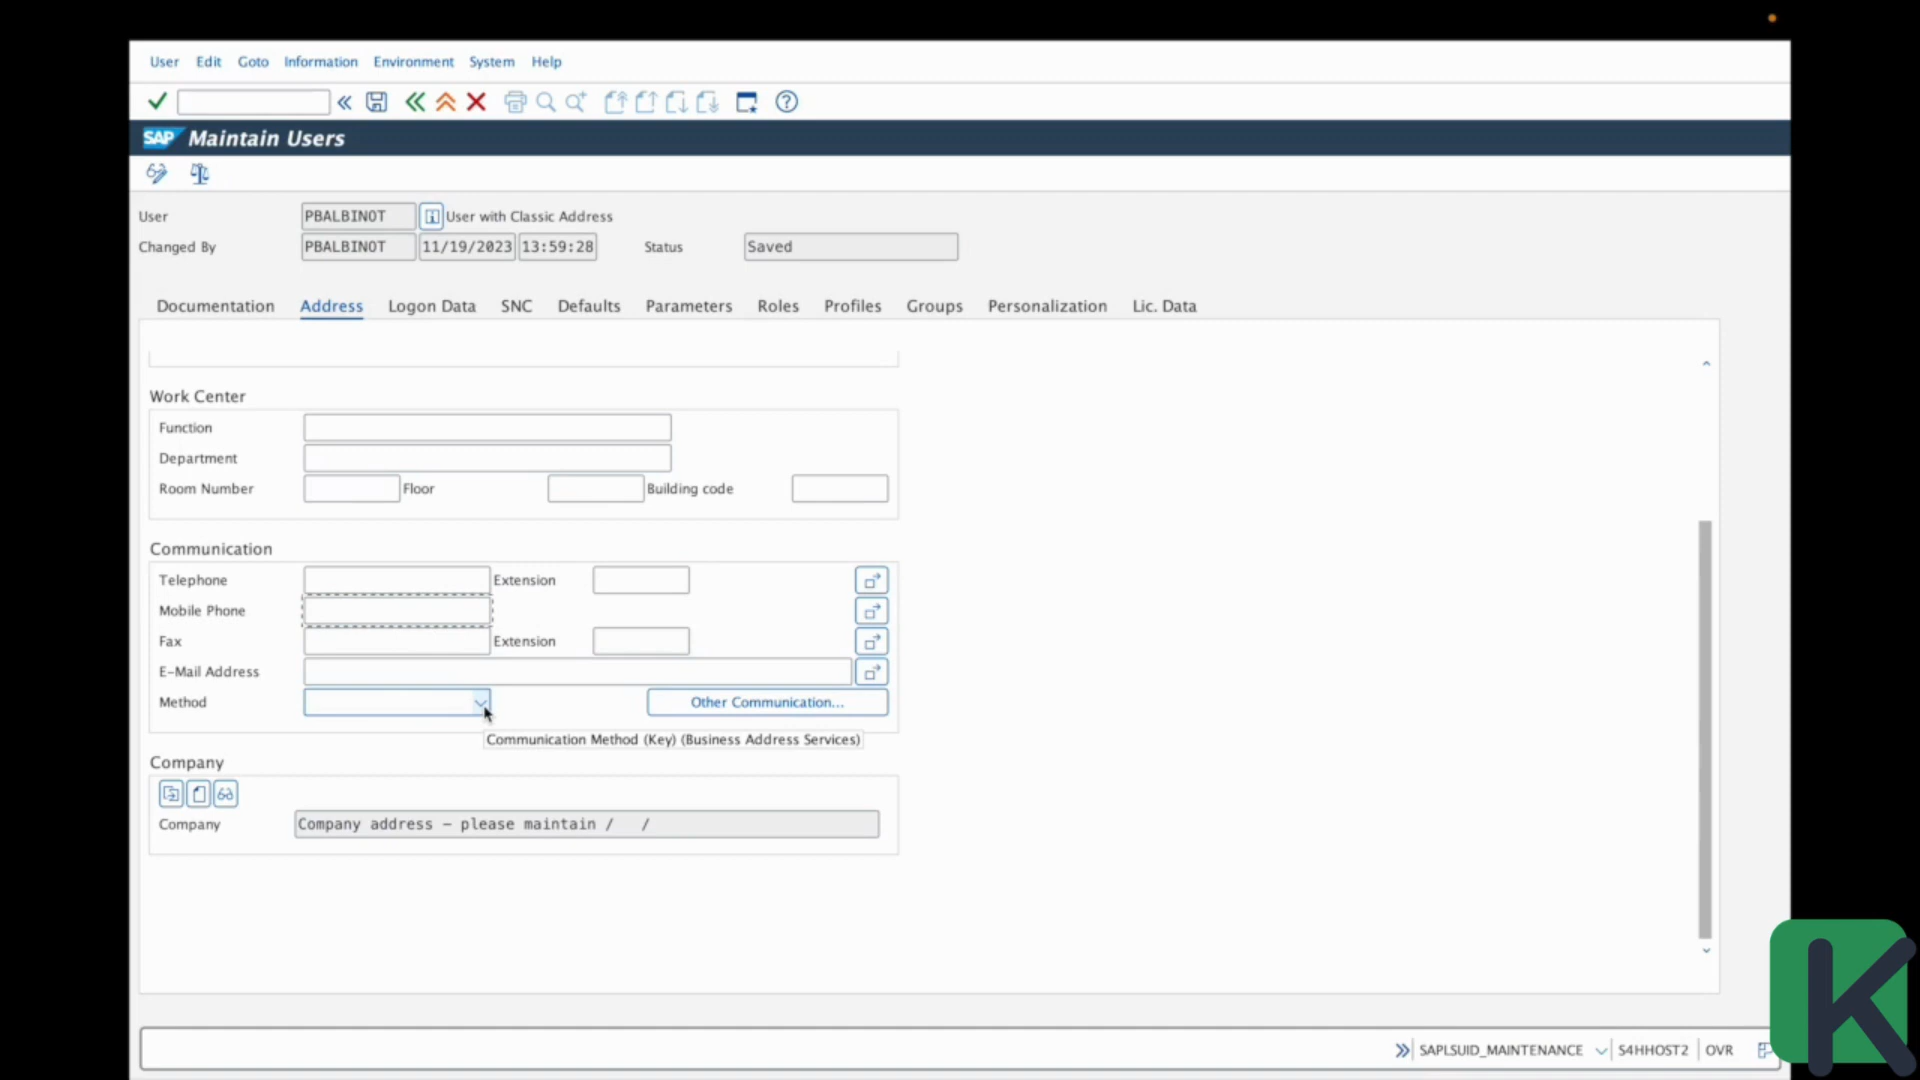 User Edit Goto Information Environment System Help
SAP Maintain Users
User PBALBINOT User with Classic Address
Changed By PBALBINOT 11/19/2023 13:59:28 Status Saved
Documentation Address Logon Data SNC Defaults Parameters Roles Profiles Groups Personalization Lic. Data
Work Center
Function
Department
Room Number Floor Building code
Communication
Telephone Extension
Mobile Phone
Fax Extension
E-Mail Address
Method Other Communication...
Communication Method (Key) (Business Address Services)
Company
Company Company address - please maintain / /
SAPLSUID_MAINTENANCE S4HHOST2 OVR
K